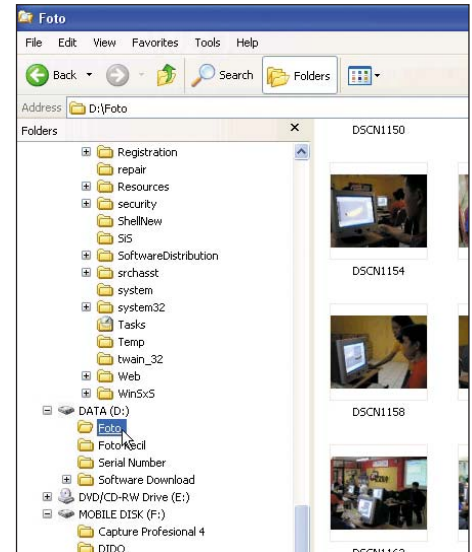 Foto
File Edit View Favorites Tools Help
Back Search Folders
Address D:\Foto
Folders
Registration
repair
Resources
security
ShellNew
SiS
SoftwareDistribution
srchasst
system
system32
Tasks
Temp
twain_32
Web
WinSxS
DATA (D:)
Foto
Foto Kecil
Serial Number
Software Download
DVD/CD-RW Drive (E:)
MOBILE DISK (F:)
Capture Profesional 4
DIDO
DSCN1150
DSCN1154
DSCN1158
DSCN1162